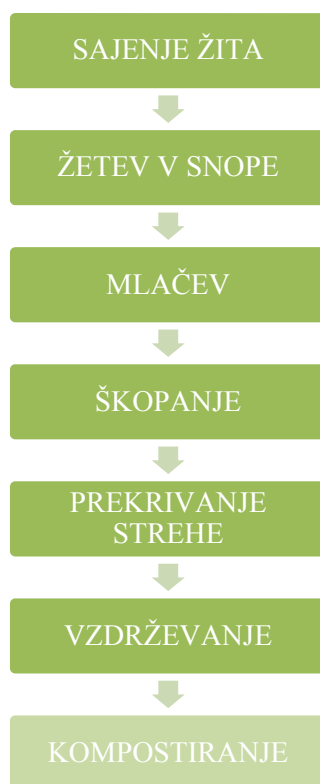 SAJENJE ŽITA
ŽETEV V SNOPE
MLAČEV
ŠKOPANJE
PREKRIVANJE
STREHE
VZDRŽEVANJE
KOMPOSTIRANJE